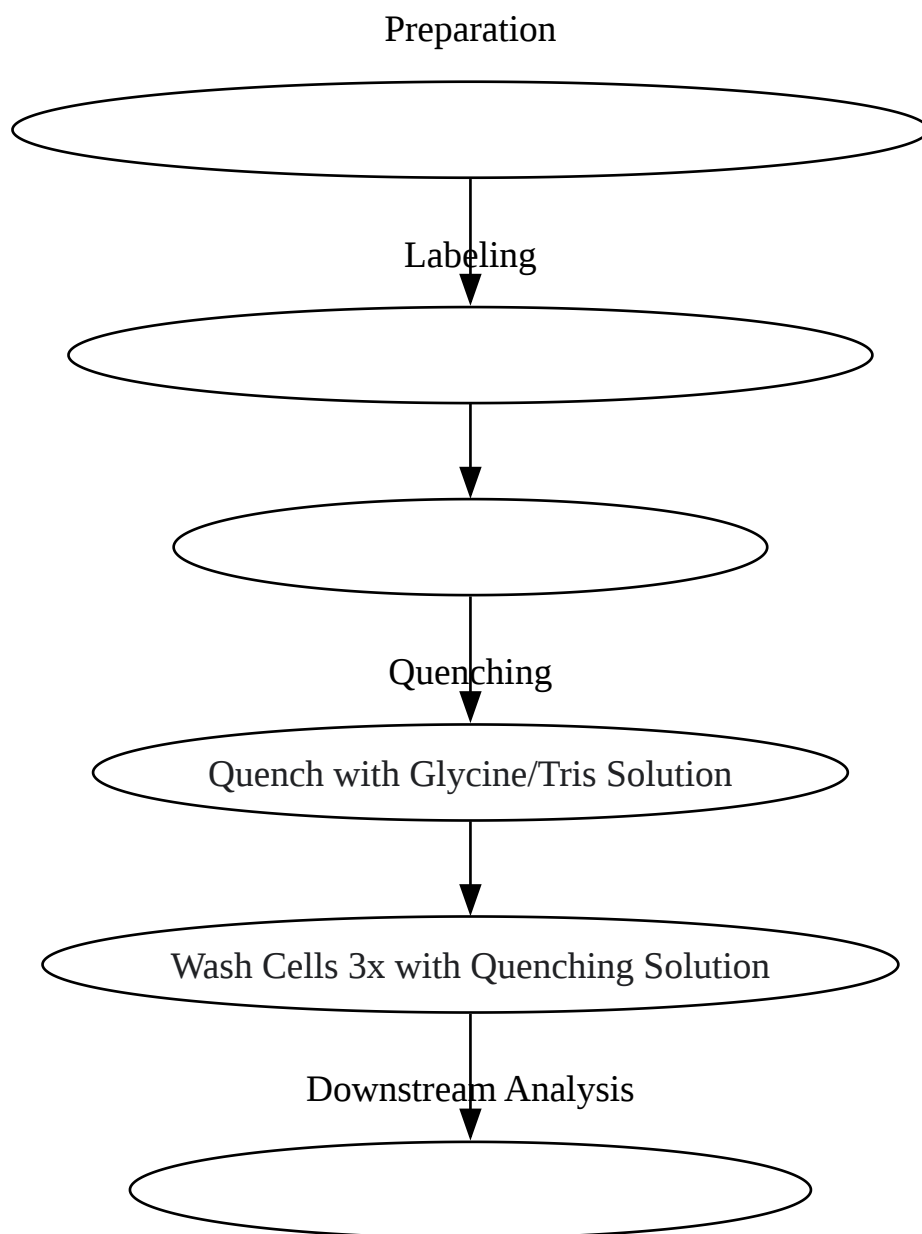 Preparation
Labeling
Quenching
Quench with Glycine/Tris Solution
Wash Cells 3x with Quenching Solution
Downstream Analysis